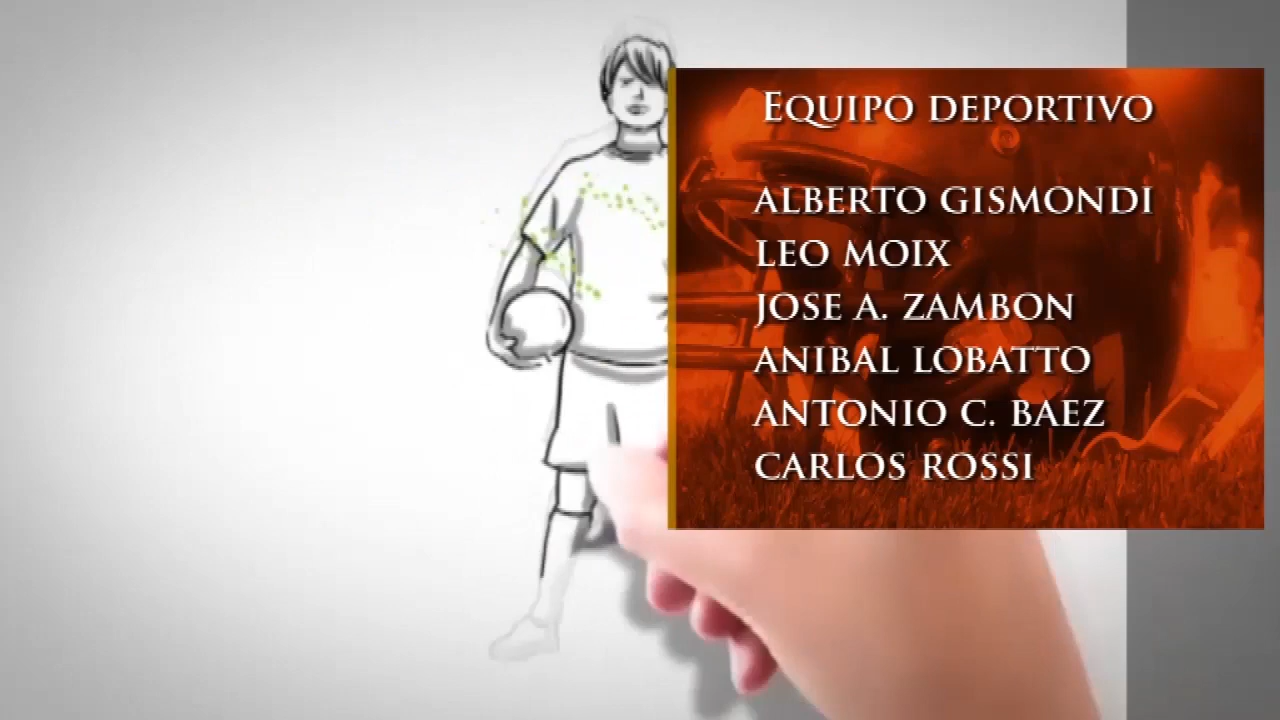 EQUIPO DEPORTIVO
ALBERTO GISMONDI
LEO MOIX
JOSE A. ZAMBON
ANIBAL LOBATTO
ANTONIO C. BAEZ
CARLOS ROSSI